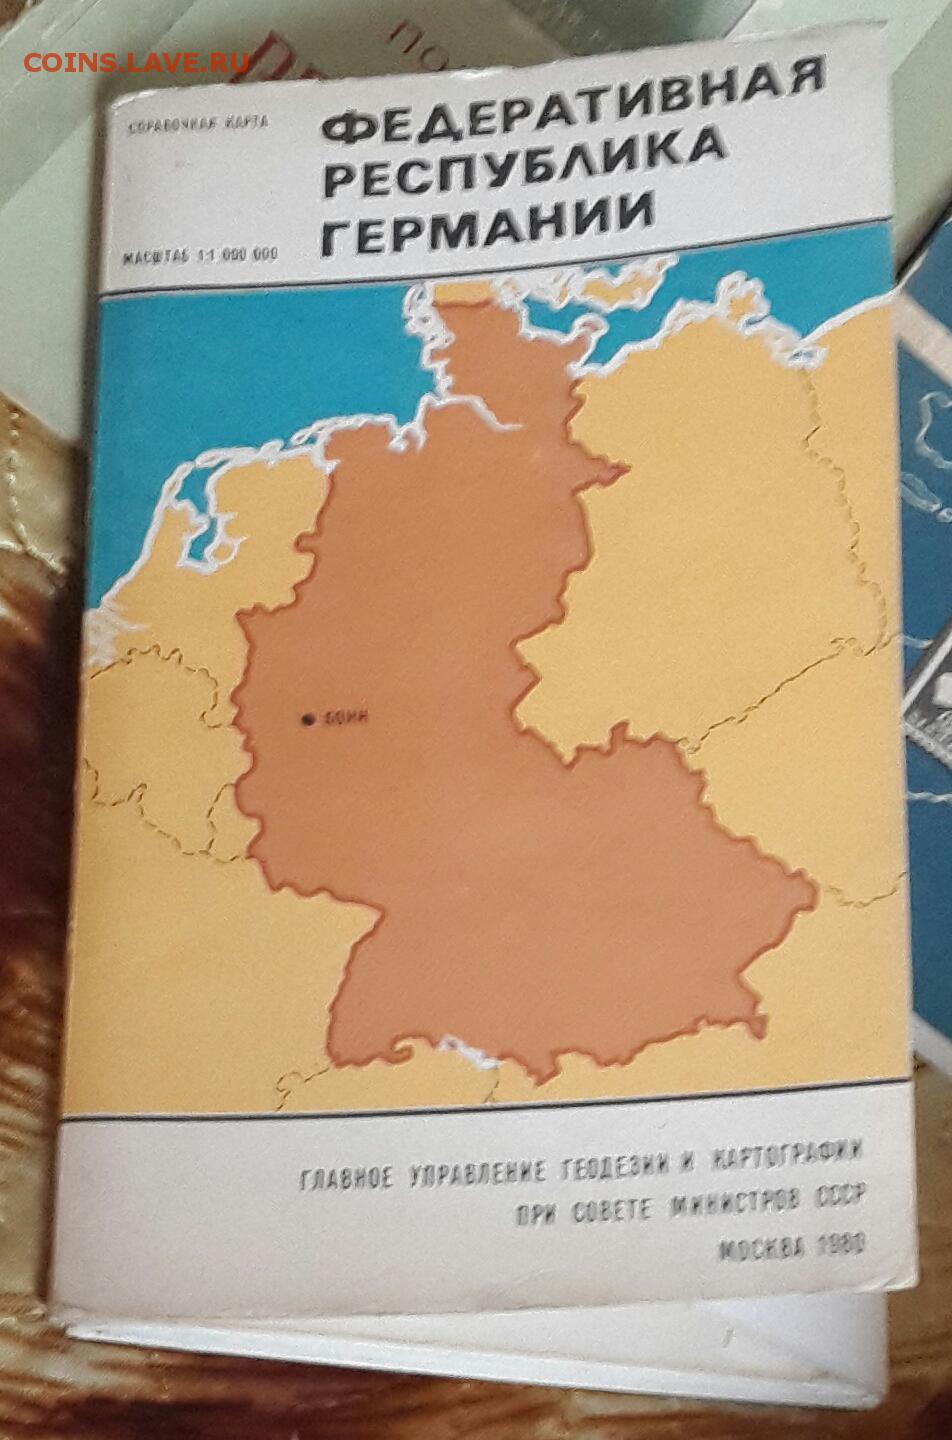 COINS.LAVE.RU
СПРАВОЧНАЯ КАРТА
ФЕДЕРАТИВНАЯ
РЕСПУБЛИКА
ГЕРМАНИИ
МАСШТАБ 1:1 000 000
БОНН
ГЛАВНОЕ УПРАВЛЕНИЕ ГЕОДЕЗИИ И КАРТОГРАФИИ
ПРИ СОВЕТЕ МИНИСТРОВ СССР
МОСКВА 1980